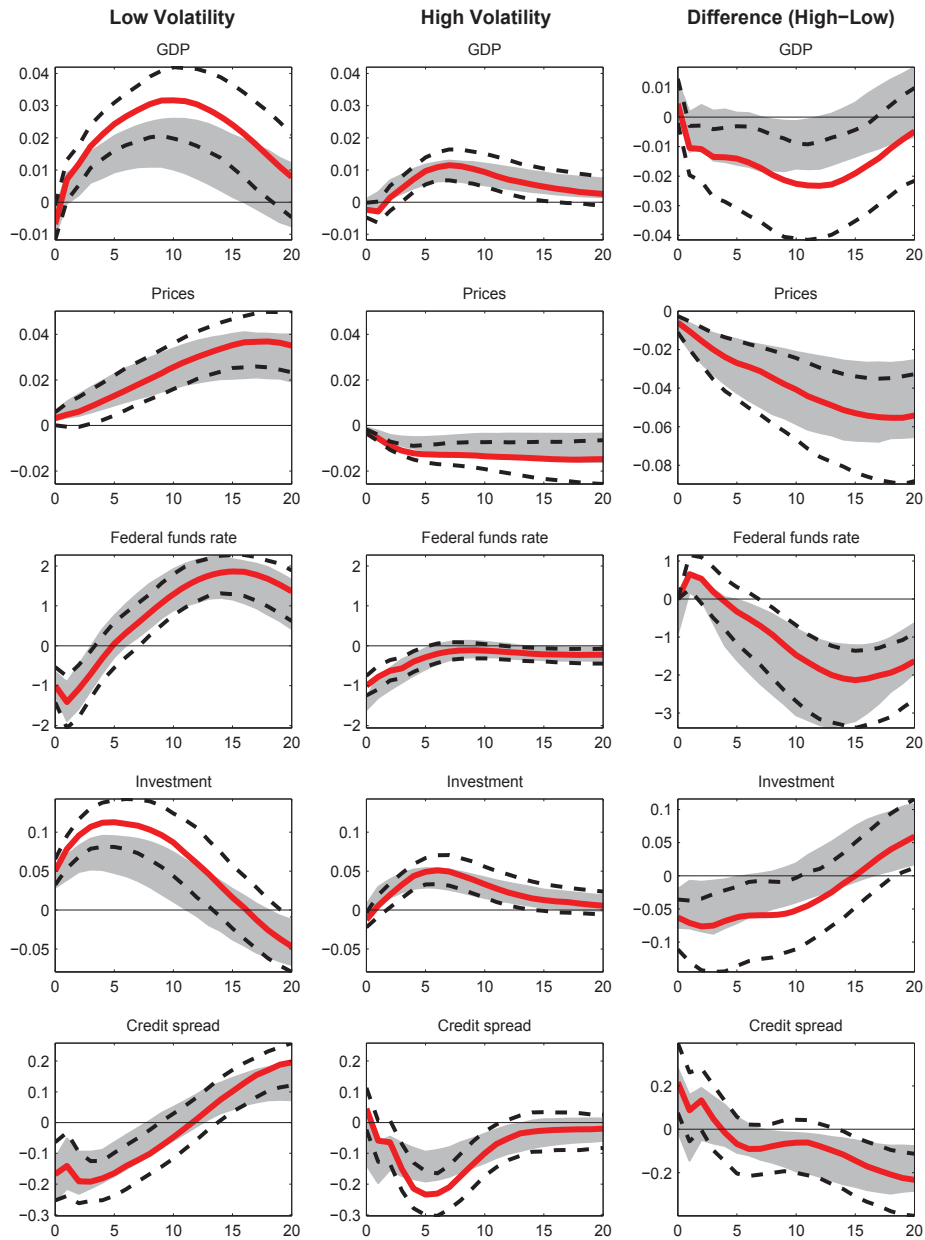 Low Volatility
High Volatility
Difference (High−Low)
GDP
GDP
GDP
0.04
0.03
0.02
0.01
0
−0.01
0 5 10 15 20
0.04
0.03
0.02
0.01
0
−0.01
0 5 10 15 20
0.01
0
−0.01
−0.02
−0.03
−0.04
0 5 10 15 20
Prices
Prices
Prices
0.04
0.02
0
−0.02
0 5 10 15 20
0.04
0.02
0
−0.02
0 5 10 15 20
0
−0.02
−0.04
−0.06
−0.08
0 5 10 15 20
Federal funds rate
Federal funds rate
Federal funds rate
2
1
0
−1
−2
0 5 10 15 20
2
1
0
−1
−2
0 5 10 15 20
1
0
−1
−2
−3
0 5 10 15 20
Investment
Investment
Investment
0.1
0.05
0
−0.05
0 5 10 15 20
0.1
0.05
0
−0.05
0 5 10 15 20
0.1
0.05
0
−0.05
−0.1
0 5 10 15 20
Credit spread
Credit spread
Credit spread
0.2
0.1
0
−0.1
−0.2
−0.3
0 5 10 15 20
0.2
0.1
0
−0.1
−0.2
−0.3
0 5 10 15 20
0.2
0
−0.2
0 5 10 15 20